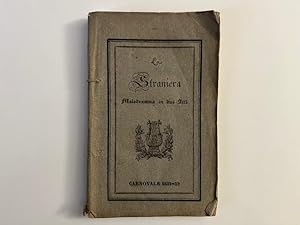 La
Straniera
Melodramma in due Atti
CARNOVALE